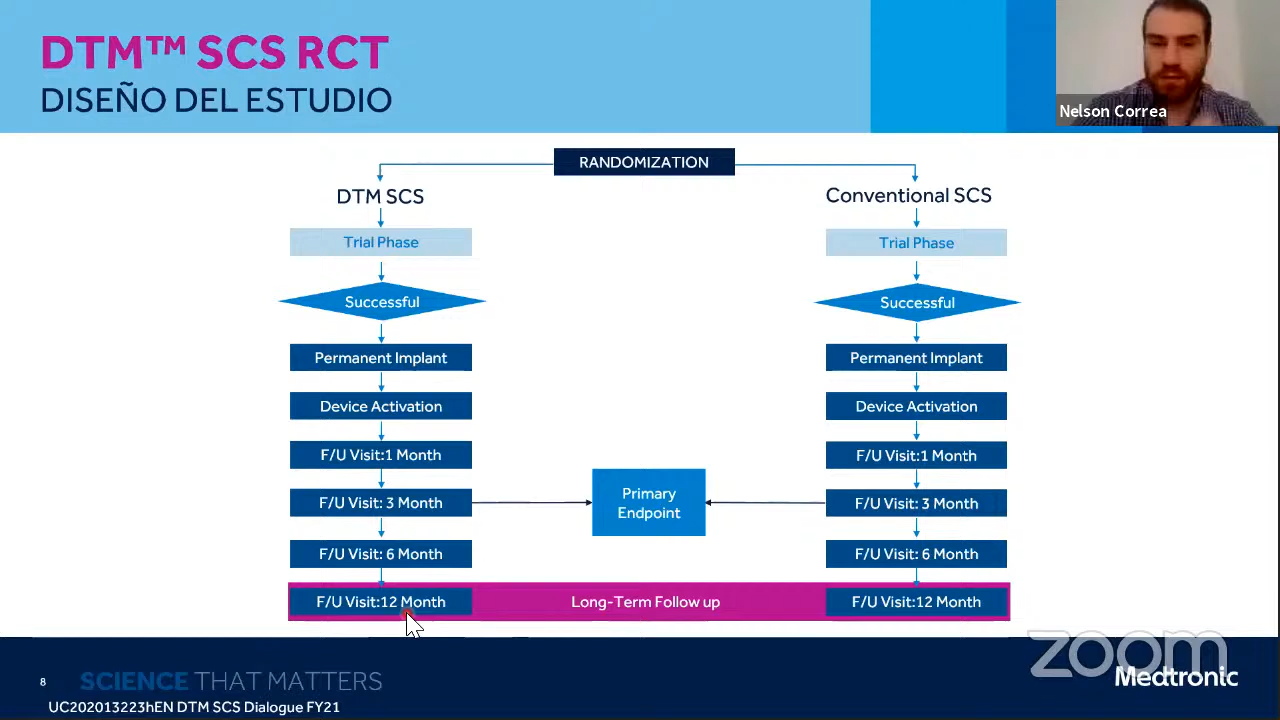 DTM™ SCS RCT
DISEÑO DEL ESTUDIO
Nelson Correa
RANDOMIZATION
DTM SCS
Conventional SCS
Trial Phase
Trial Phase
Successful
Successful
Permanent Implant
Permanent Implant
Device Activation
Device Activation
F/U Visit:1 Month
F/U Visit:1 Month
F/U Visit: 3 Month
Primary
Endpoint
F/U Visit: 3 Month
F/U Visit: 6 Month
F/U Visit: 6 Month
F/U Visit:12 Month
Long-Term Follow up
F/U Visit:12 Month
zoom
8
SCIENCE THAT MATTERS
Medtronic
UC202013223hEN DTM SCS Dialogue FY21